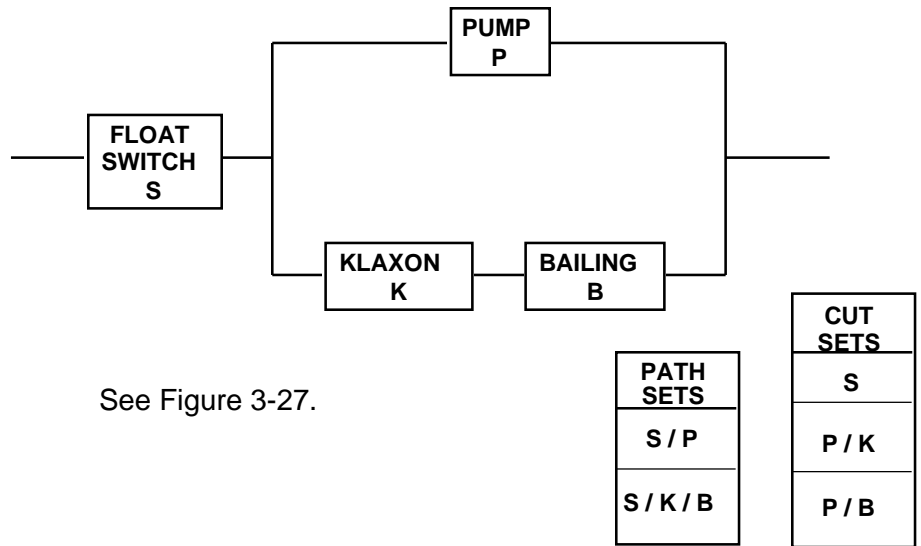 PUMP
P
FLOAT
SWITCH
S
KLAXON
K
BAILING
B
See Figure 3-27.
PATH
SETS
S / P
S / K / B
CUT
SETS
S
P / K
P / B